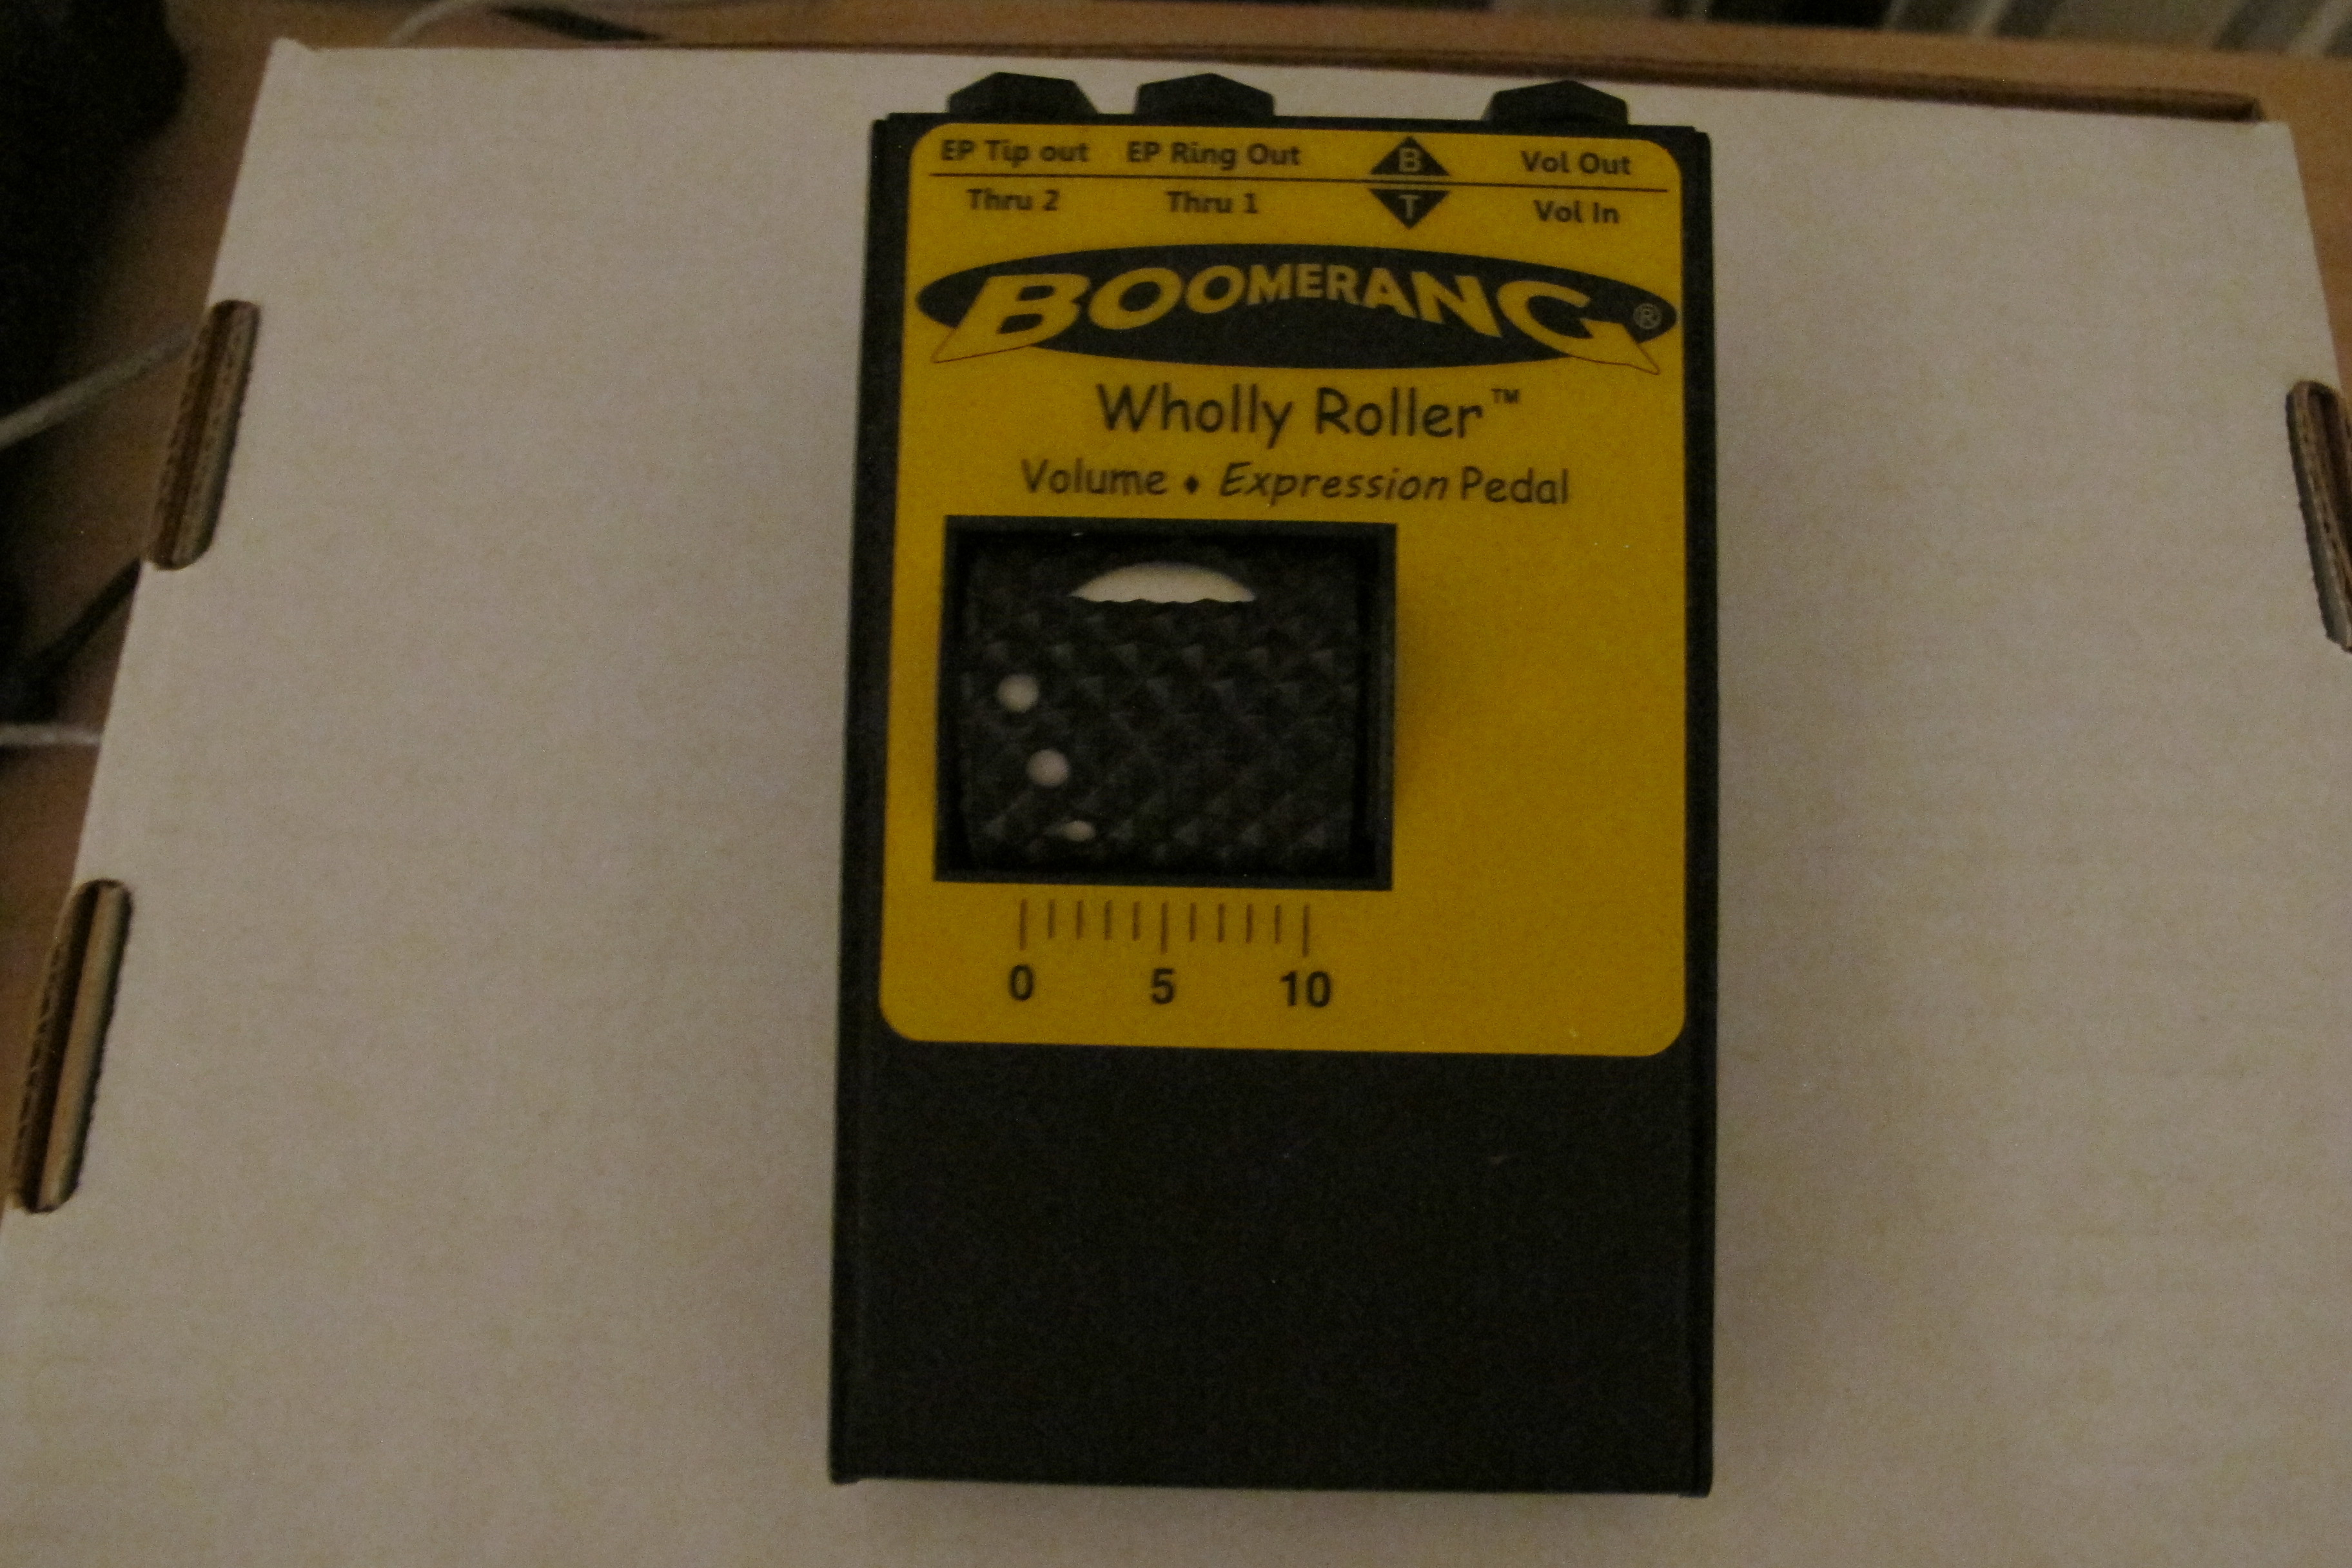 EP Tip out EP Ring Out B Vol Out
Thru 2 Thru 1 T Vol In
BOOMERANG®
Wholly Roller™
Volume ♦ Expression Pedal
0 5 10